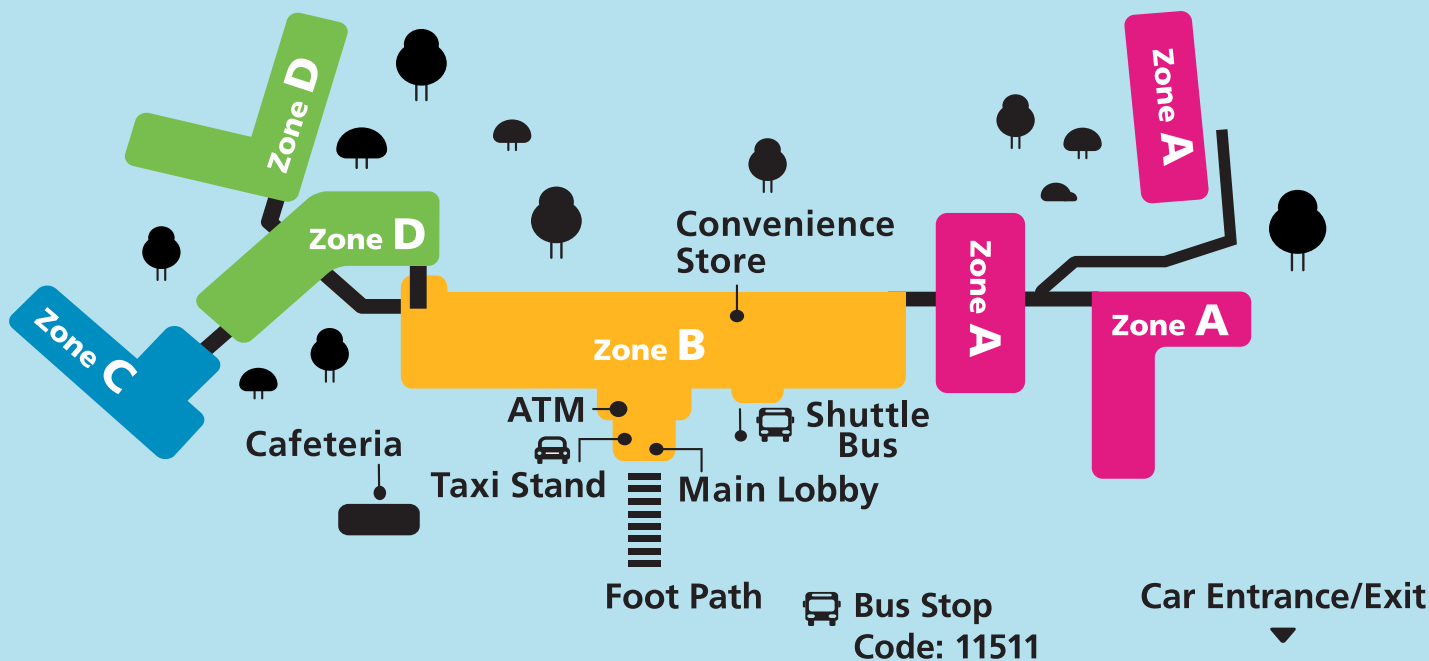 Zone D
Zone A
Convenience
Store
Zone D
Zone A
Zone C
Zone B
Zone A
ATM
Shuttle
Bus
Cafeteria
Taxi Stand
Main Lobby
Foot Path
Bus Stop
Code: 11511
Car Entrance/Exit